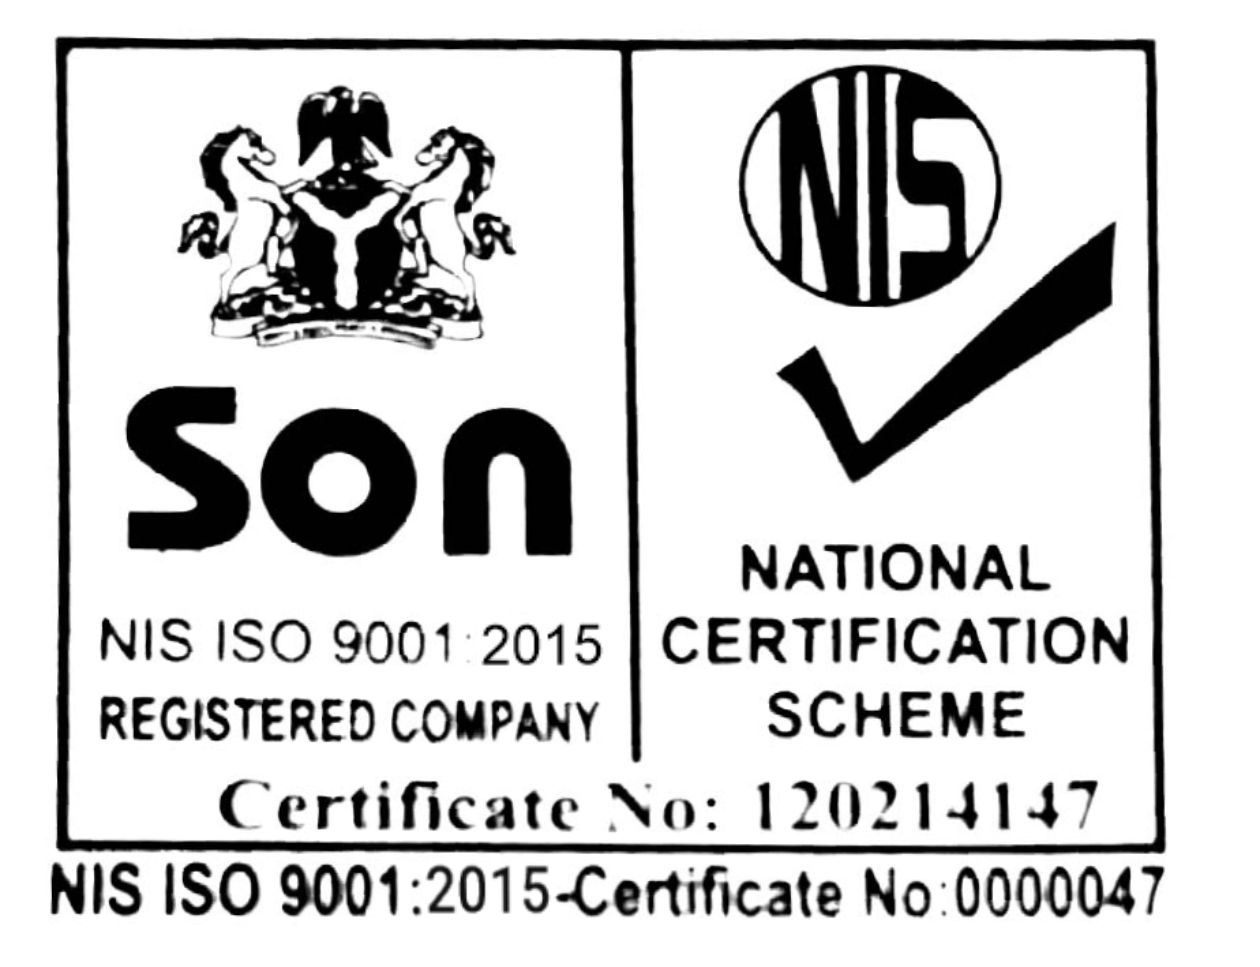 Son
NIS ISO 9001:2015
REGISTERED COMPANY
NIS
NATIONAL
CERTIFICATION
SCHEME
Certificate No: 120214147
NIS ISO 9001:2015-Certificate No:0000047